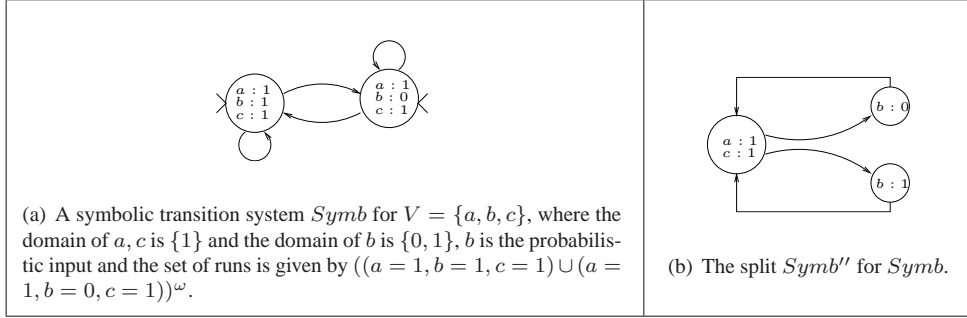 a : 1
b : 1
c : 1
a : 1
b : 0
c : 1
(a) A symbolic transition system Symb for V = {a, b, c}, where the
domain of a, c is {1} and the domain of b is {0, 1}, b is the probabilis-
tic input and the set of runs is given by ((a = 1, b = 1, c = 1) ∪ (a =
1, b = 0, c = 1))^ω.
a : 1
c : 1
b : 0
b : 1
(b) The split Symb′′ for Symb.